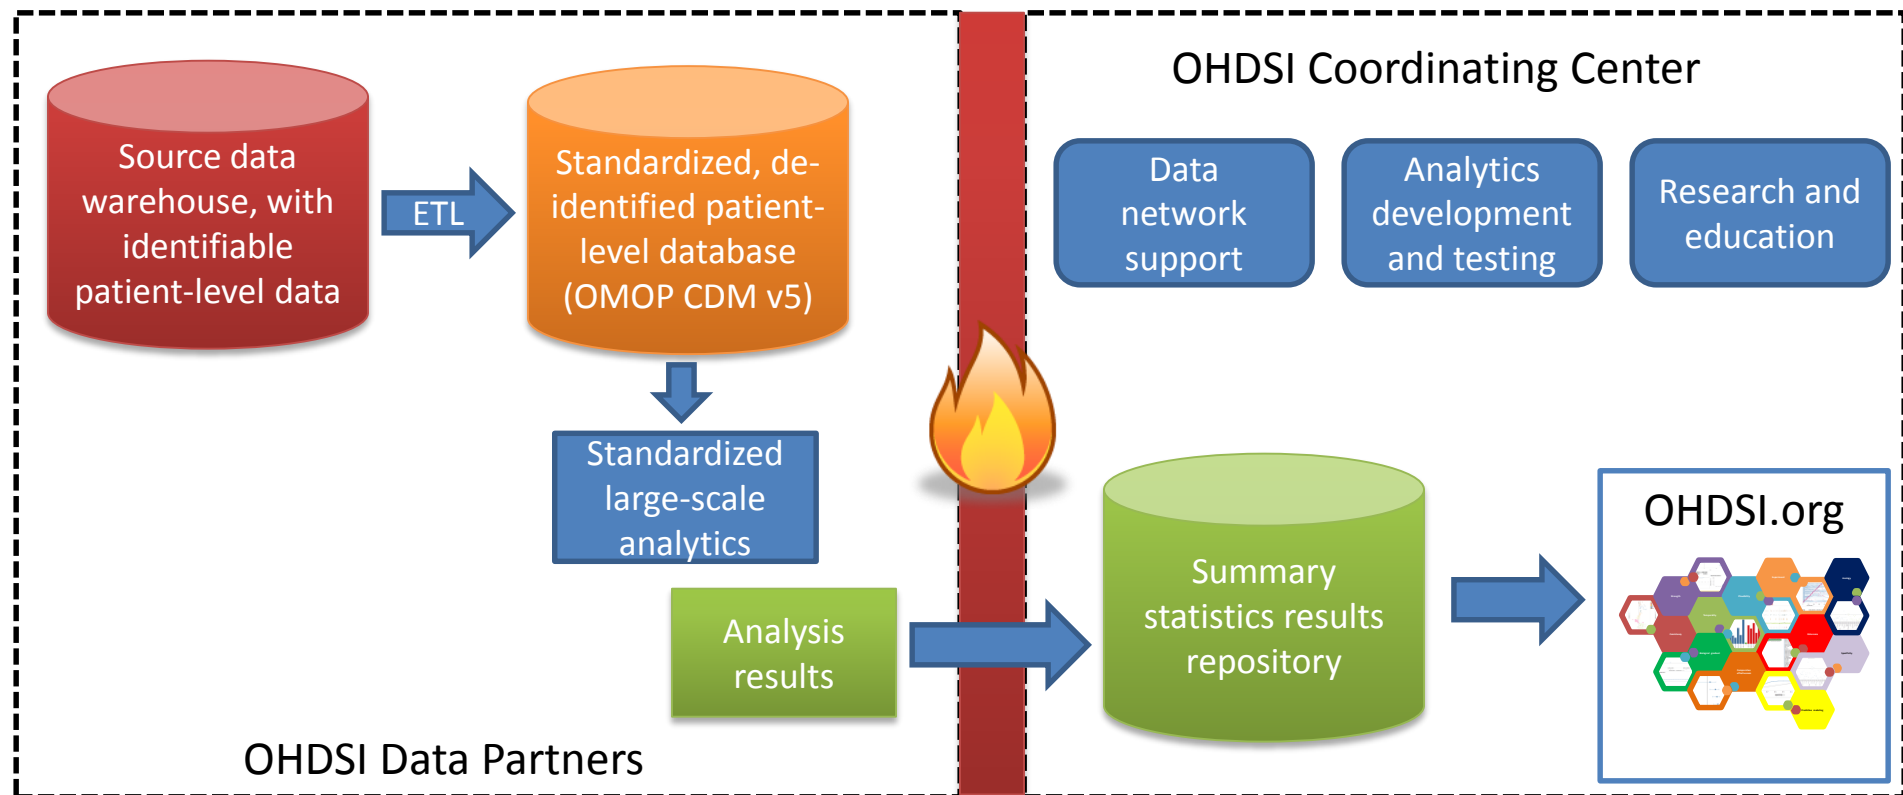 Source data
warehouse, with
identifiable
patient-level data
ETL
Standardized, de-
identified patient-
level database
(OMOP CDM v5)
Standardized
large-scale
analytics
Analysis
results
OHDSI Data Partners
OHDSI Coordinating Center
Data
network
support
Analytics
development
and testing
Research and
education
Summary
statistics results
repository
OHDSI.org